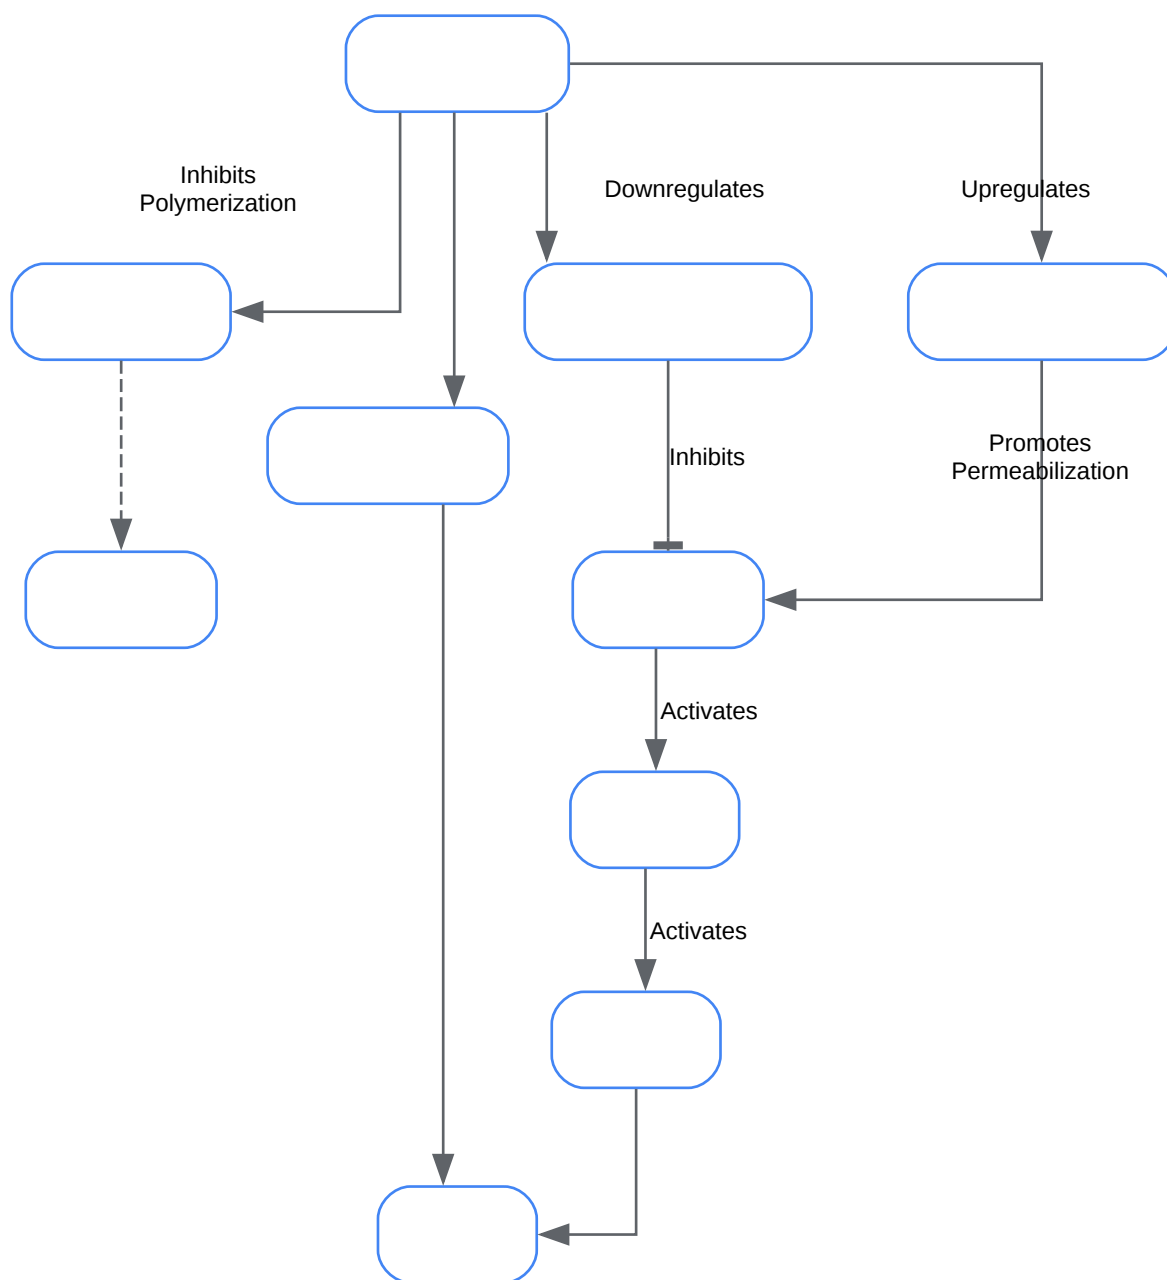 Inhibits
Polymerization
Downregulates
Upregulates
Inhibits
Promotes
Permeabilization
Activates
Activates